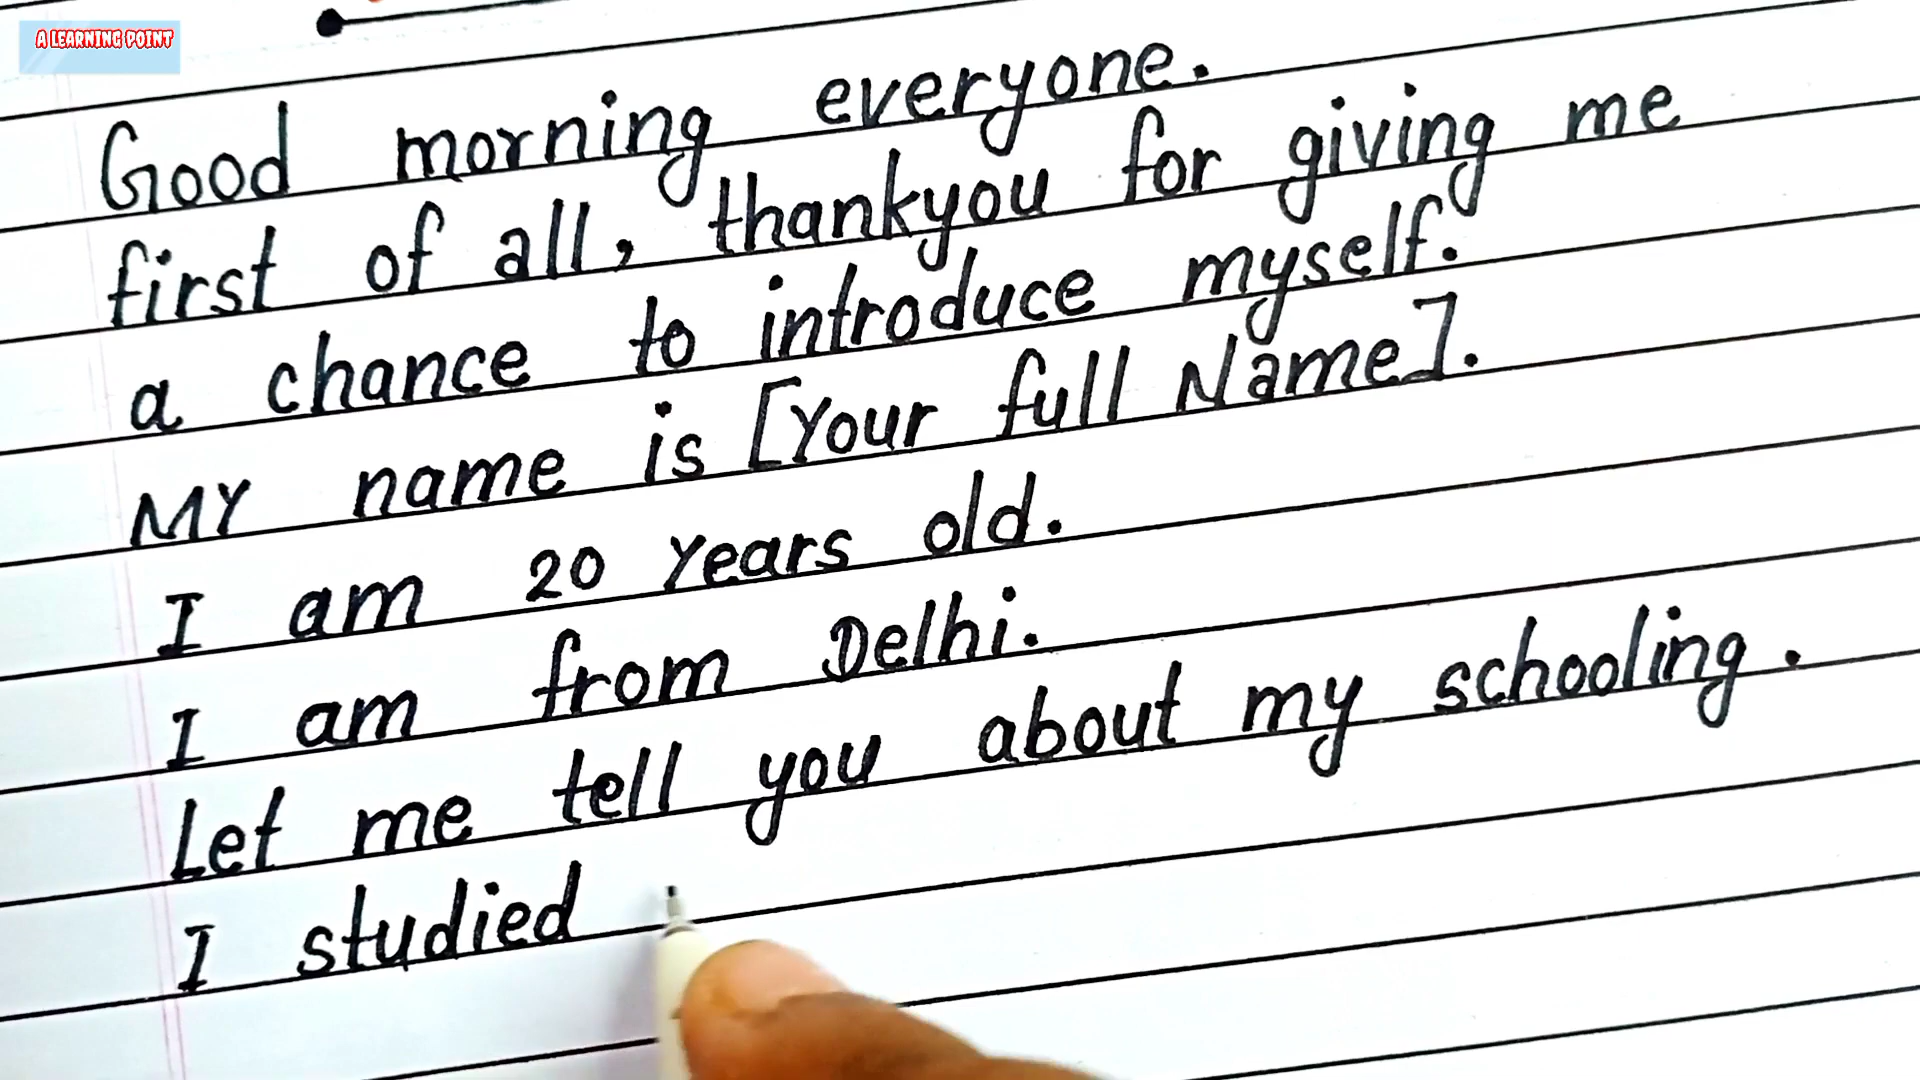 A LEARNING POINT
Good morning everyone.
first of all, thankyou for giving me
a chance to introduce myself.
MY name is [Your full Name].
I am 20 Years old.
I am from Delhi.
Let me tell you about my schooling.
I studied